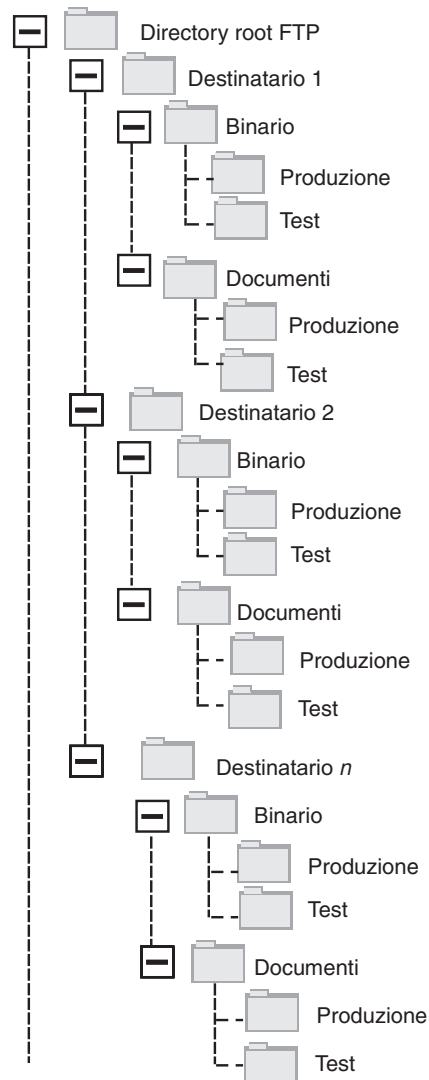 Directory root FTP
Destinatario 1
Binario
Produzione
Test
Documenti
Produzione
Test
Destinatario 2
Binario
Produzione
Test
Documenti
Produzione
Test
Destinatario n
Binario
Produzione
Test
Documenti
Produzione
Test